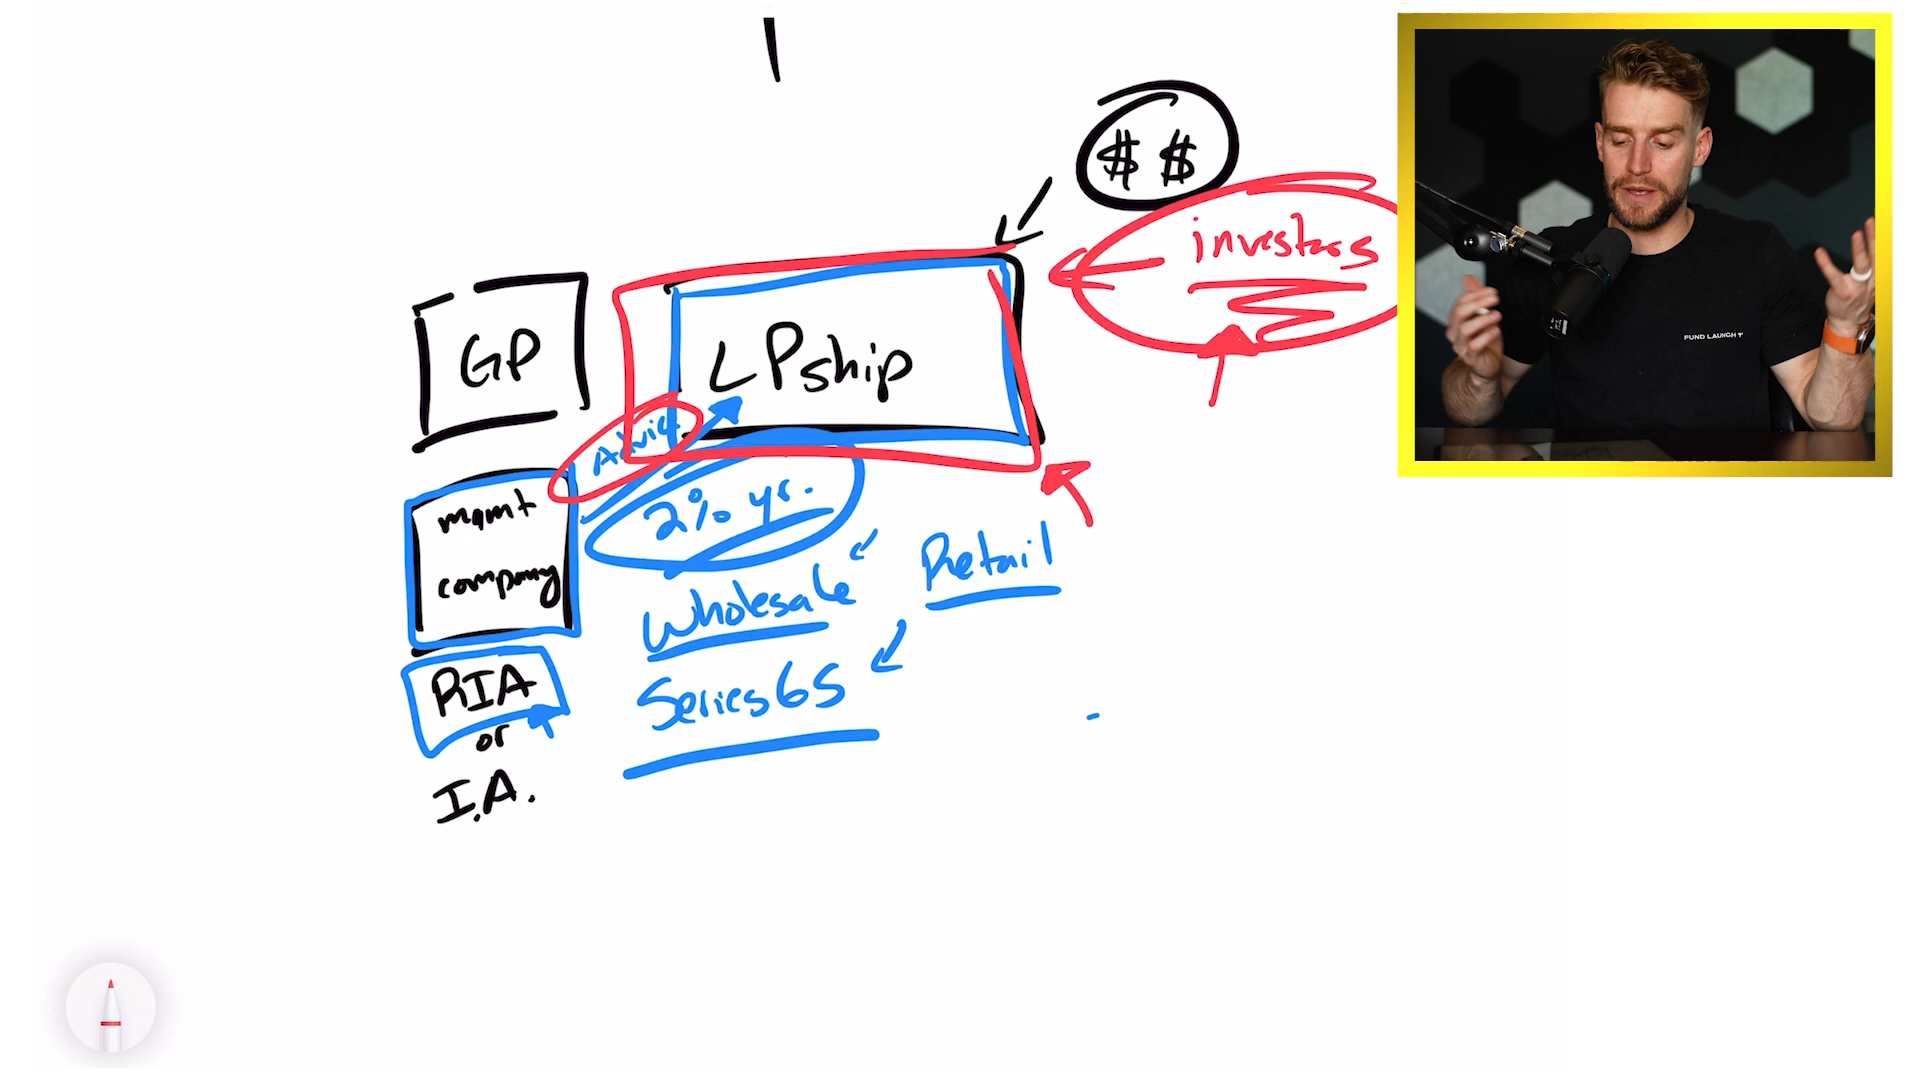 $ $
investors
GP
LPship
Advice
mgmt
company
2% yr.
Wholesale
Retail
RIA
or
I.A.
Series 65
FUND LAUNCH